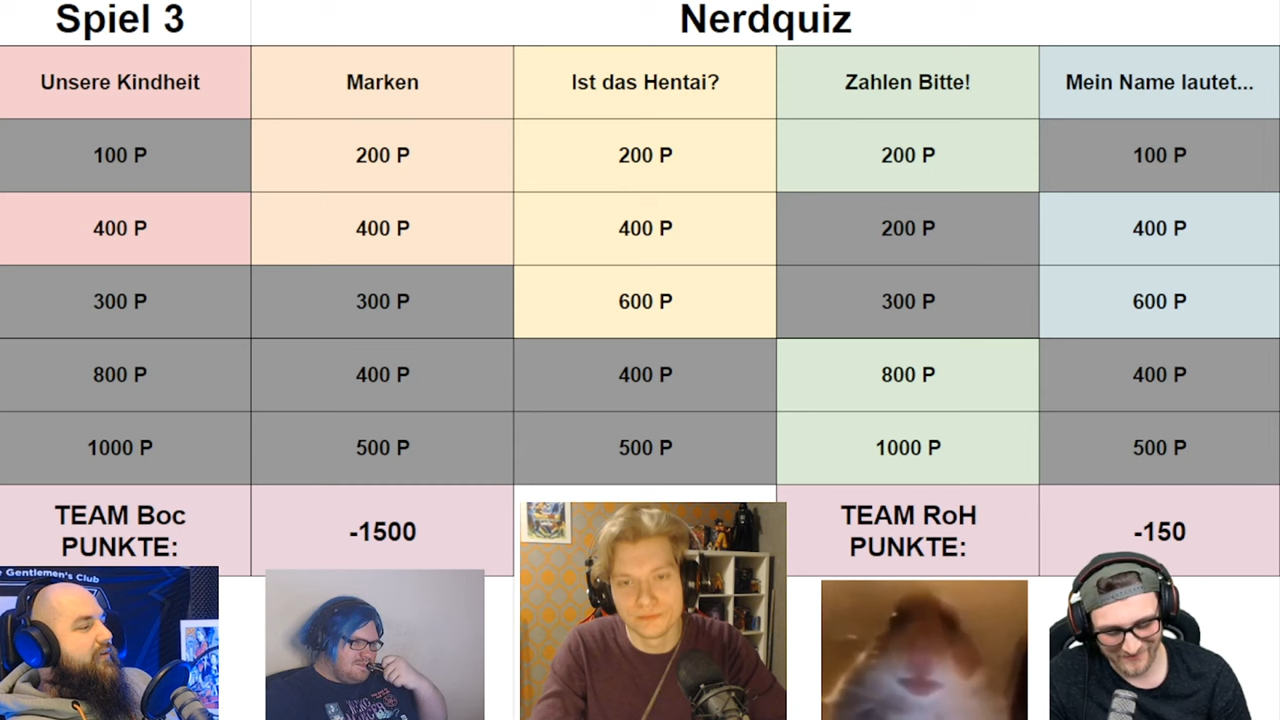 Spiel 3
Nerdquiz
Unsere Kindheit
Marken
Ist das Hentai?
Zahlen Bitte!
Mein Name lautet...
100 P
200 P
200 P
200 P
100 P
400 P
400 P
400 P
200 P
400 P
300 P
300 P
600 P
300 P
600 P
800 P
400 P
400 P
800 P
400 P
1000 P
500 P
500 P
1000 P
500 P
TEAM Boc
PUNKTE:
-1500
TEAM RoH
PUNKTE:
-150
e Gentlemen's Club